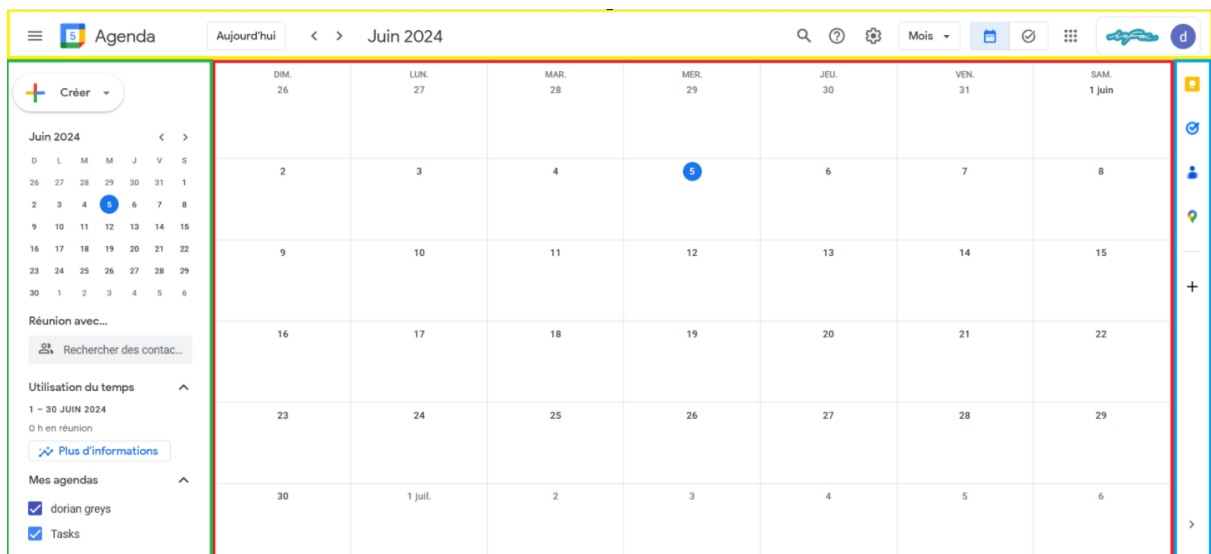 5 Agenda Aujourd'hui Juin 2024 Mois d
Créer
Juin 2024
D L M M J V S
26 27 28 29 30 31 1
2 3 4 5 6 7 8
9 10 11 12 13 14 15
16 17 18 19 20 21 22
23 24 25 26 27 28 29
30 1 2 3 4 5 6
Réunion avec...
Rechercher des contac...
Utilisation du temps
1 – 30 JUIN 2024
0 h en réunion
Plus d'informations
Mes agendas
dorian greys
Tasks
DIM. LUN. MAR. MER. JEU. VEN. SAM.
26 27 28 29 30 31 1 juin
2 3 4 5 6 7 8
9 10 11 12 13 14 15
16 17 18 19 20 21 22
23 24 25 26 27 28 29
30 1 juil. 2 3 4 5 6